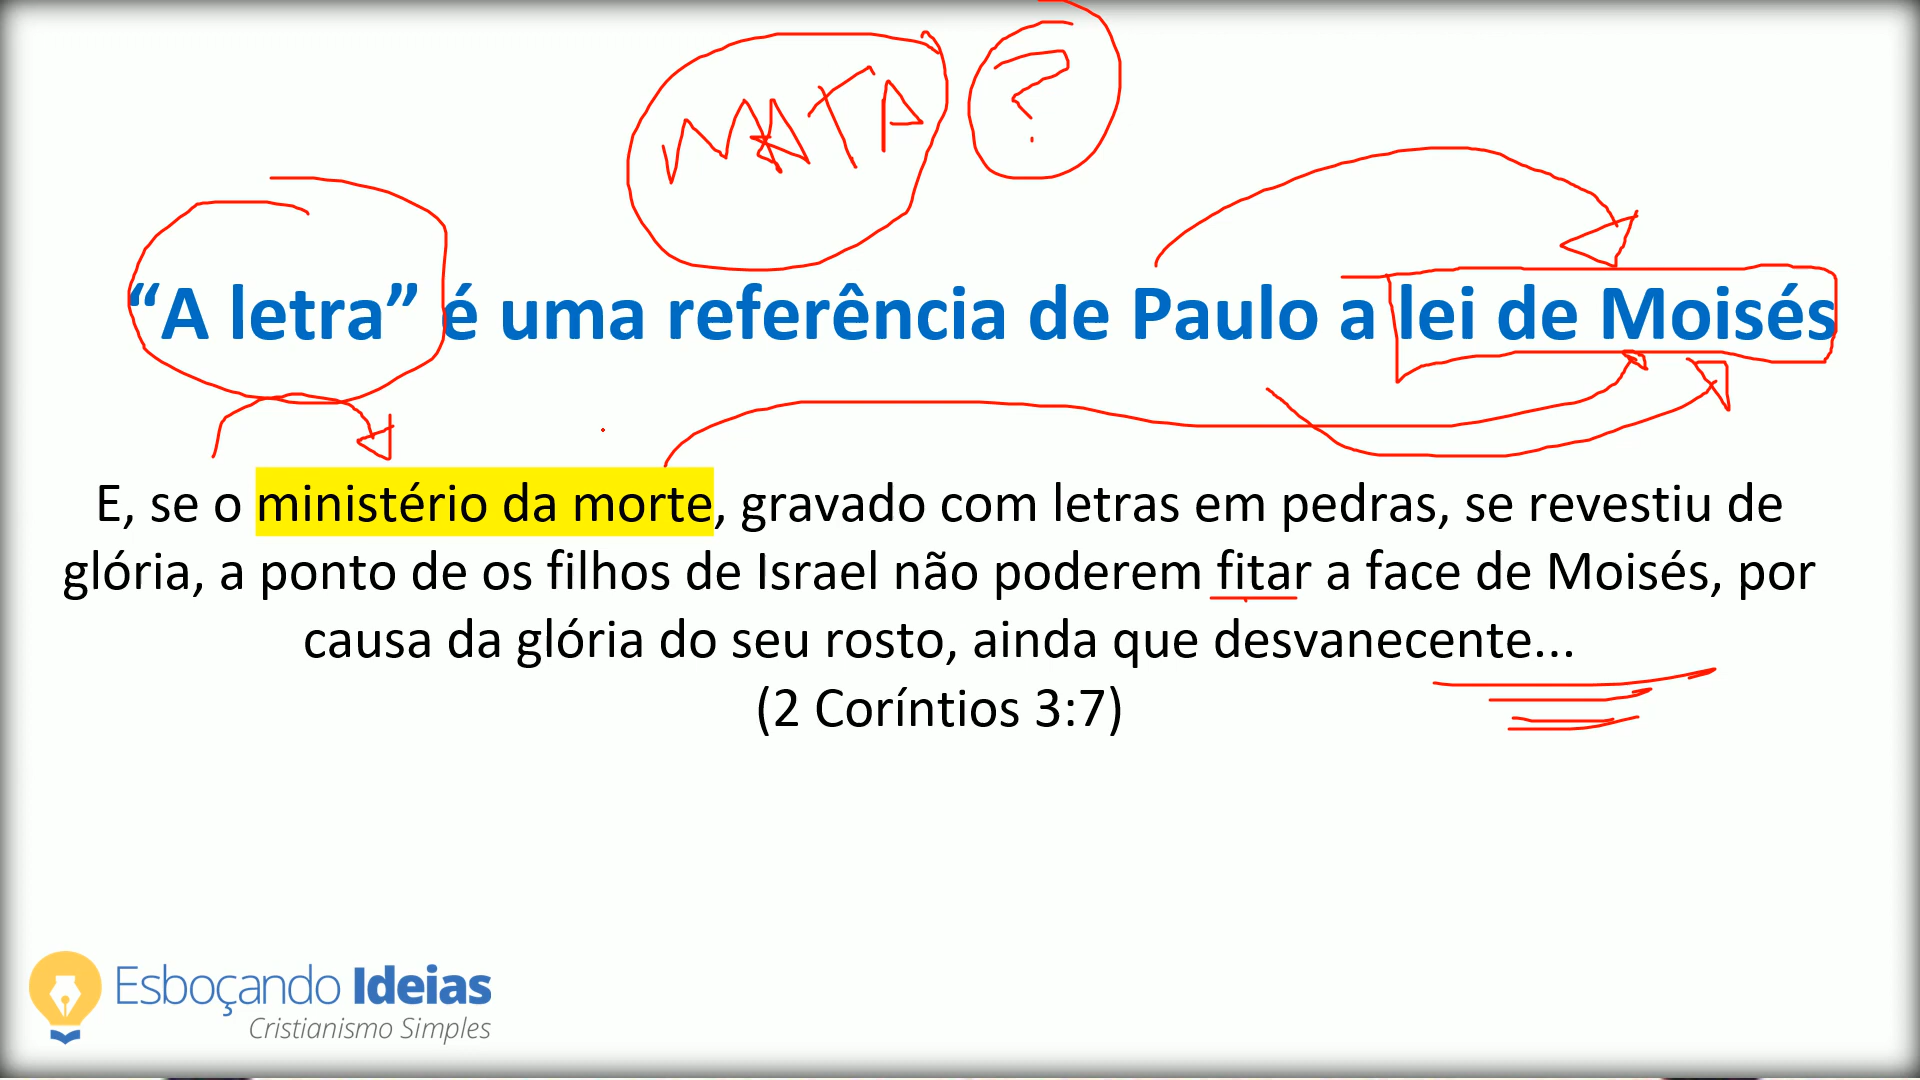 MATA ?
“A letra” é uma referência de Paulo a lei de Moisés
E, se o ministério da morte, gravado com letras em pedras, se revestiu de
glória, a ponto de os filhos de Israel não poderem fitar a face de Moisés, por
causa da glória do seu rosto, ainda que desvanecente...
(2 Coríntios 3:7)
Esboçando Ideias
Cristianismo Simples